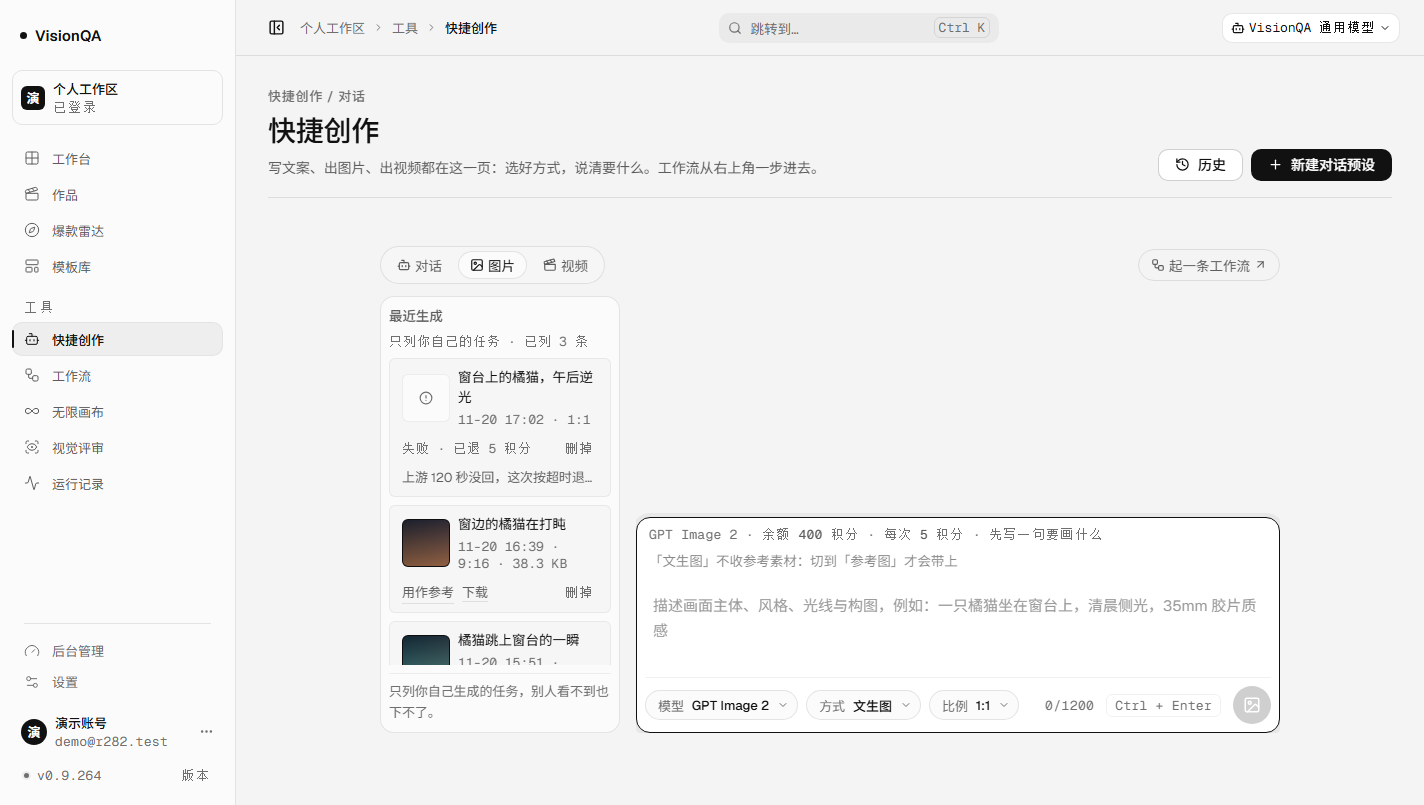 VisionQA
演
个人工作区
已登录
工作台
作品
爆款雷达
模板库
工具
快捷创作
工作流
无限画布
视觉评审
运行记录
后台管理
设置
演
演示账号
demo@r282.test
v0.9.264
版本
个人工作区 > 工具 > 快捷创作
跳转到…
Ctrl K
VisionQA 通用模型
快捷创作 / 对话
快捷创作
写文案、出图片、出视频都在这一页：选好方式，说清要什么。工作流从右上角一步进去。
历史
新建对话预设
对话
图片
视频
起一条工作流
最近生成
只列你自己的任务 · 已列 3 条
窗台上的橘猫，午后逆
光
11-20 17:02 · 1:1
失败 · 已退 5 积分
删掉
上游 120 秒没回，这次按超时退…
窗边的橘猫在打盹
11-20 16:39 ·
9:16 · 38.3 KB
用作参考
下载
删掉
橘猫跳上窗台的一瞬
11-20 15:51 ·
只列你自己生成的任务，别人看不到也
下不了。
GPT Image 2 · 余额 400 积分 · 每次 5 积分 · 先写一句要画什么
「文生图」不收参考素材：切到「参考图」才会带上
描述画面主体、风格、光线与构图，例如：一只橘猫坐在窗台上，清晨侧光，35mm 胶片质
感
模型 GPT Image 2
方式 文生图
比例 1:1
0/1200
Ctrl + Enter